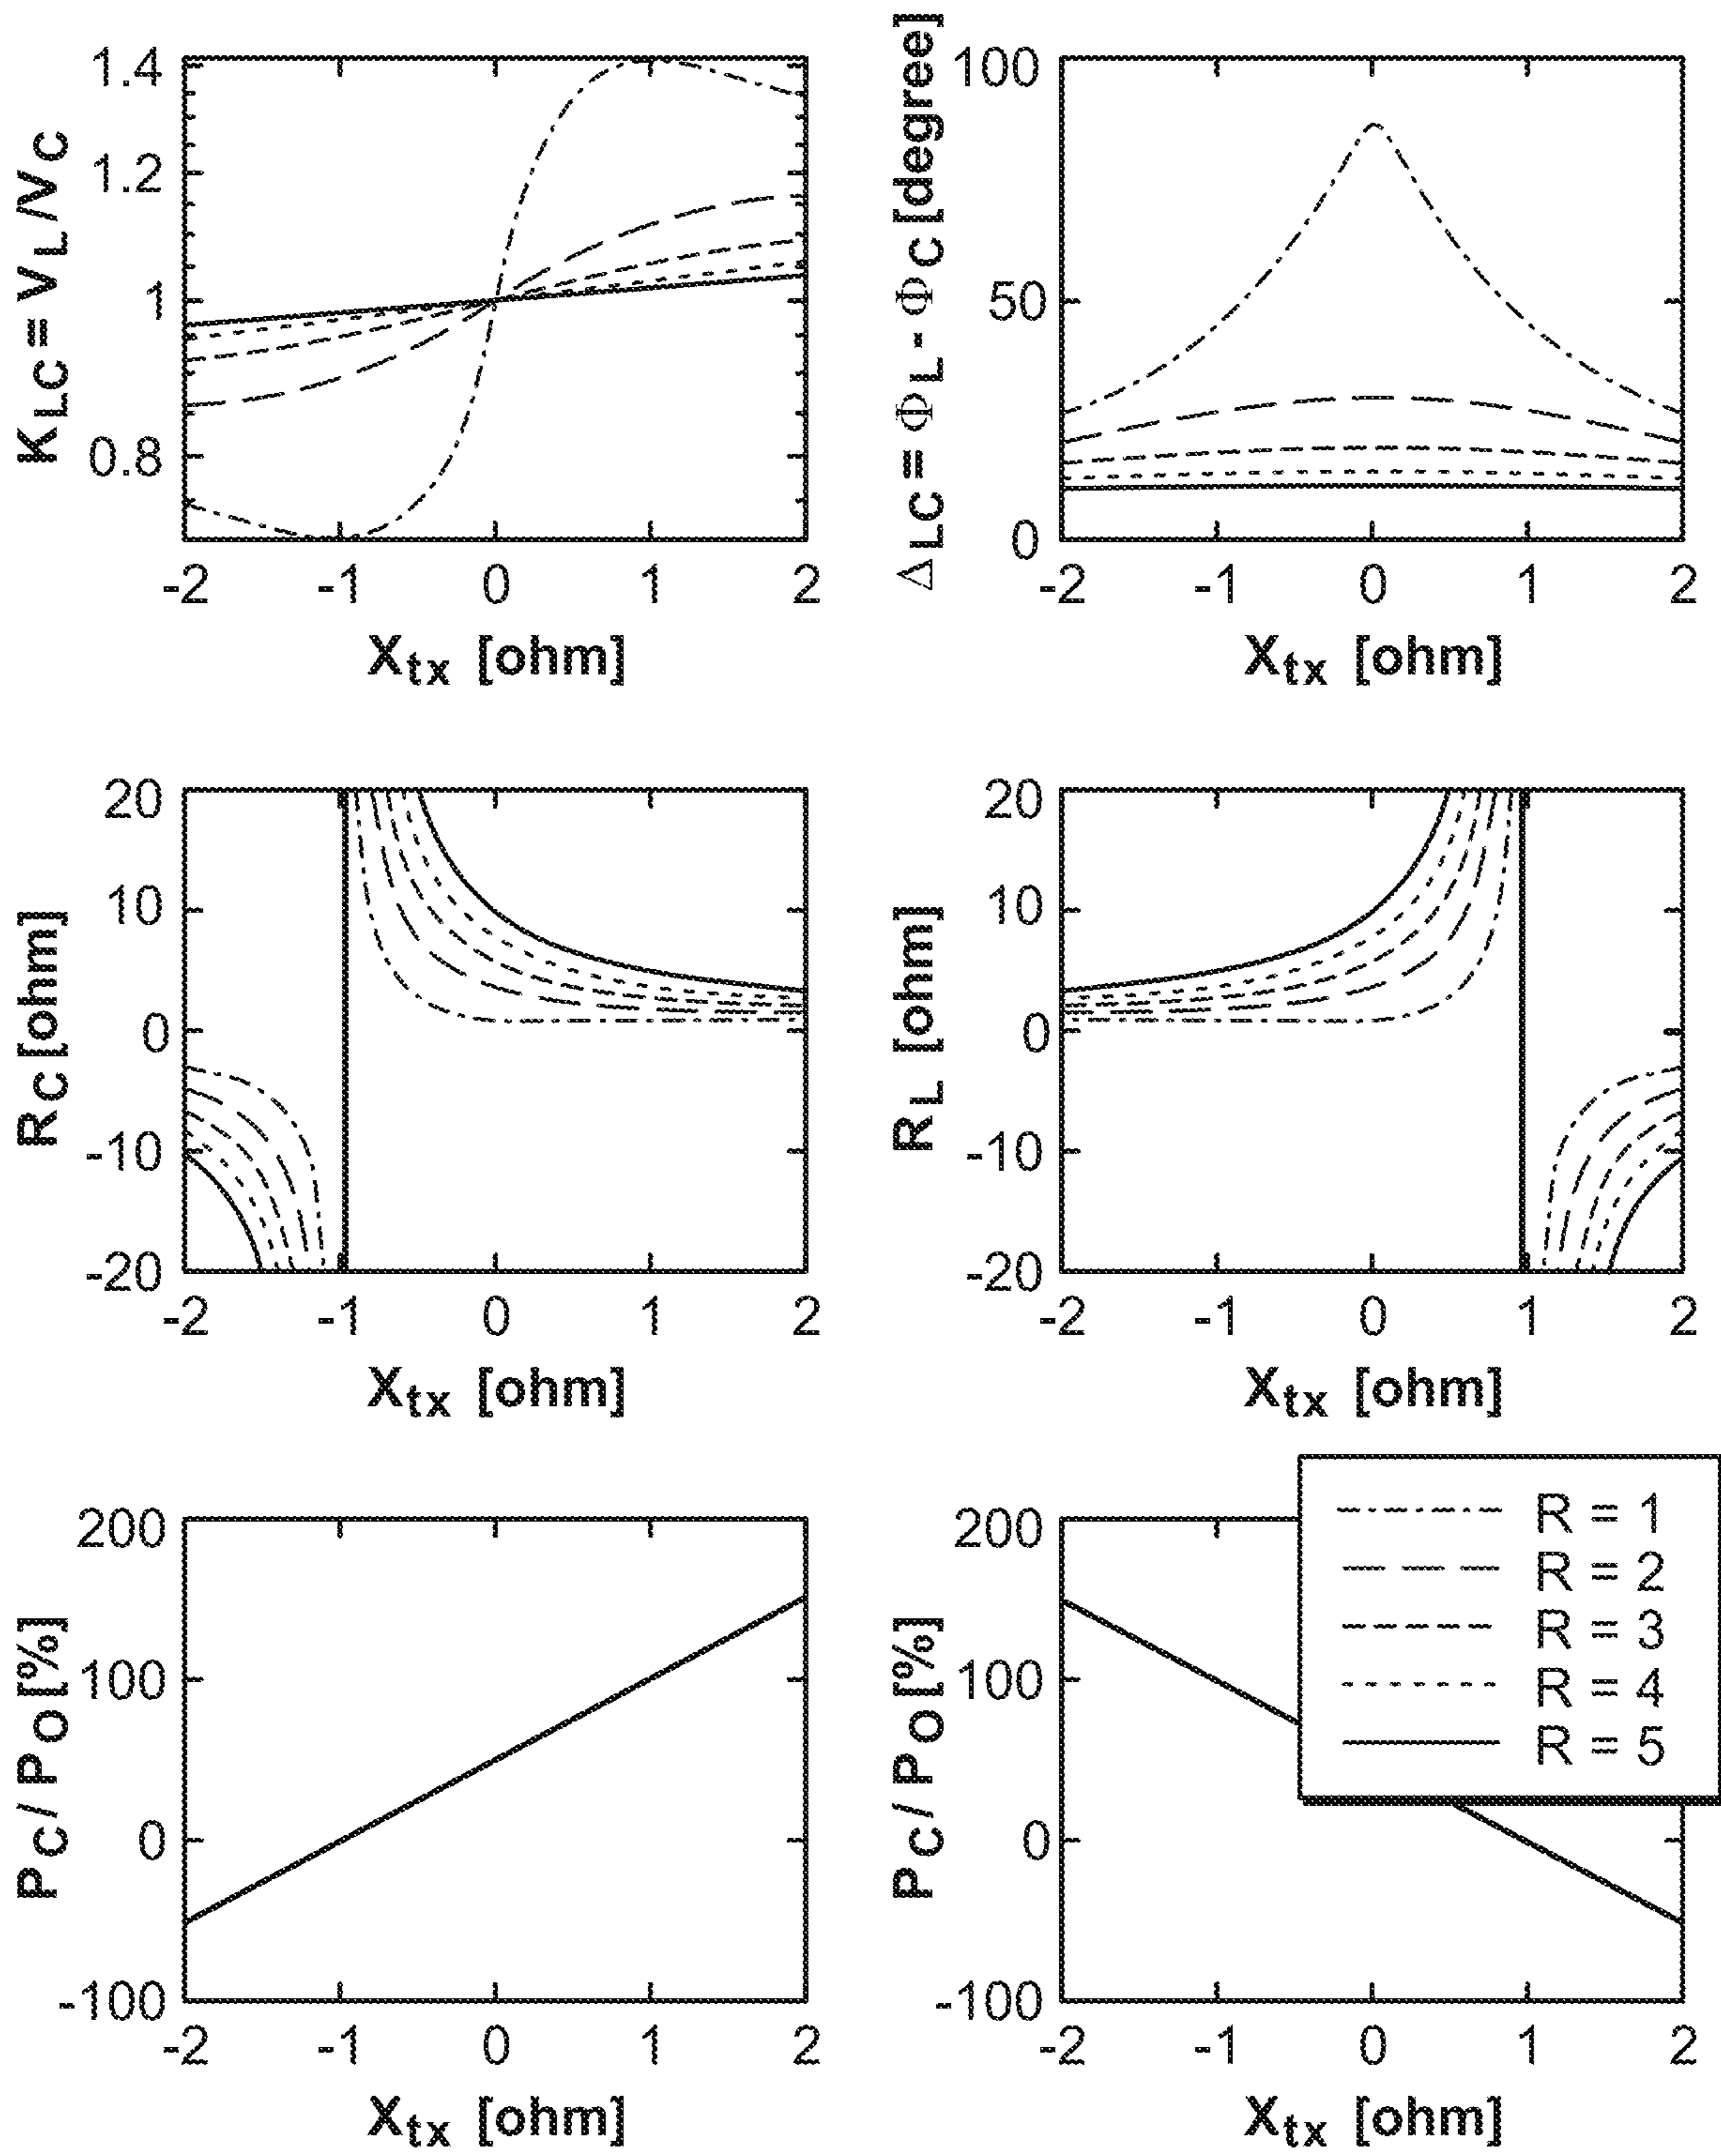 K_LC = V_L/V_C
1.4
1.2
1
0.8
-2 -1 0 1 2
X_tx [ohm]
Δ_LC = Φ_L - Φ_C [degree]
100
50
0
-2 -1 0 1 2
X_tx [ohm]
R_C [ohm]
20
10
0
-10
-20
-2 -1 0 1 2
X_tx [ohm]
R_L [ohm]
20
10
0
-10
-20
-2 -1 0 1 2
X_tx [ohm]
P_C / P_O [%]
200
100
0
-100
-2 -1 0 1 2
X_tx [ohm]
P_C / P_O [%]
200
100
0
-100
-2 -1 0 1 2
X_tx [ohm]
R = 1
R = 2
R = 3
R = 4
R = 5